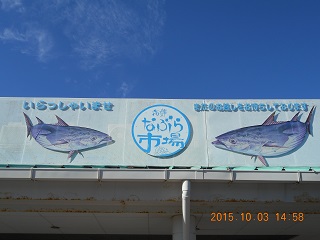 いらっしゃいませ
なぶら
市場
またのお越しをお待ちしております
2015.10.03 14:58